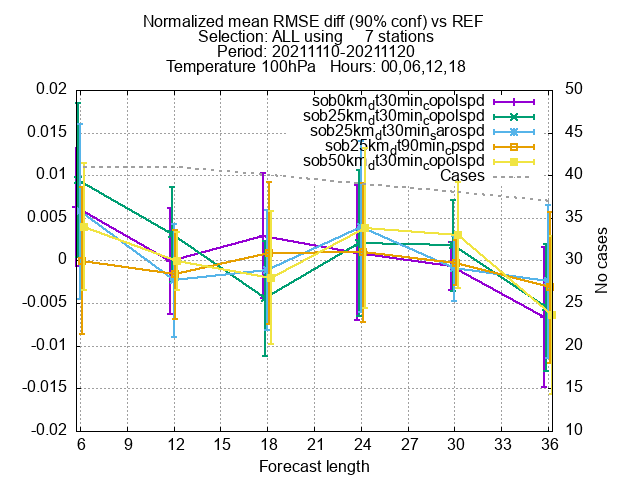 Normalized mean RMSE diff (90% conf) vs REF
Selection: ALL using 7 stations
Period: 20211110-20211120
Temperature 100hPa Hours: 00,06,12,18
sob0km_dt30min_copolspd
sob25km_dt30min_copolspd
sob25km_dt30min_sarospd
sob25km_dt90min_cpspd
sob50km_dt30min_copolspd
Cases
0.02
0.015
0.01
0.005
0
-0.005
-0.01
-0.015
-0.02
50
45
40
35
30
25
20
15
10
No cases
6 9 12 15 18 21 24 27 30 33 36
Forecast length